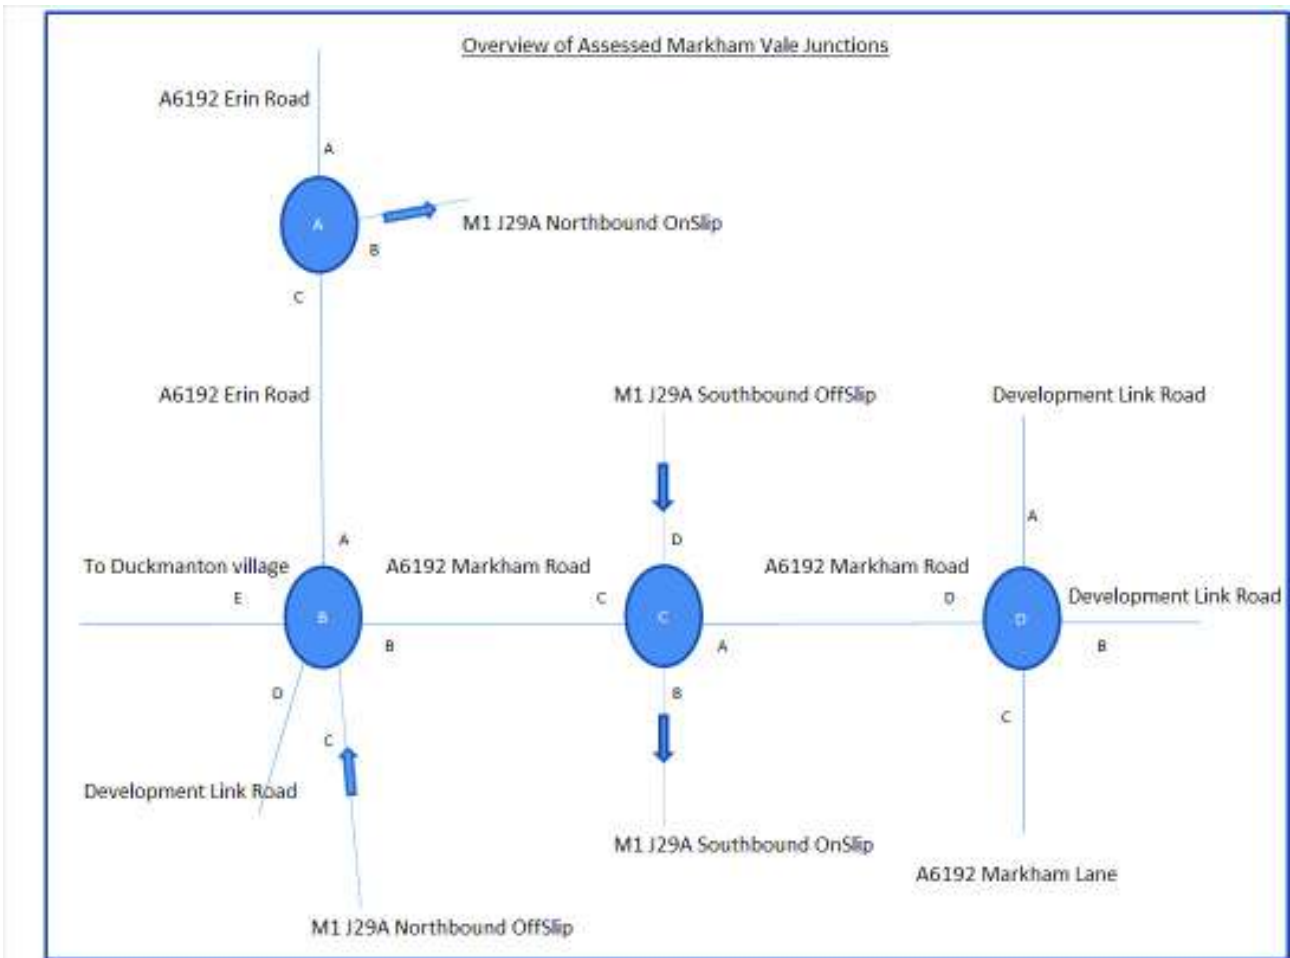 Overview of Assessed Markham Vale Junctions
A6192 Erin Road
A
A
M1 J29A Northbound OnSlip
B
C
A6192 Erin Road
M1 J29A Southbound OffSlip
Development Link Road
A
D
A
To Duckmanton village
A6192 Markham Road
A6192 Markham Road
E
C
D
Development Link Road
B
C
D
B
A
B
D
B
C
C
Development Link Road
M1 J29A Southbound OnSlip
A6192 Markham Lane
M1 J29A Northbound OffSlip